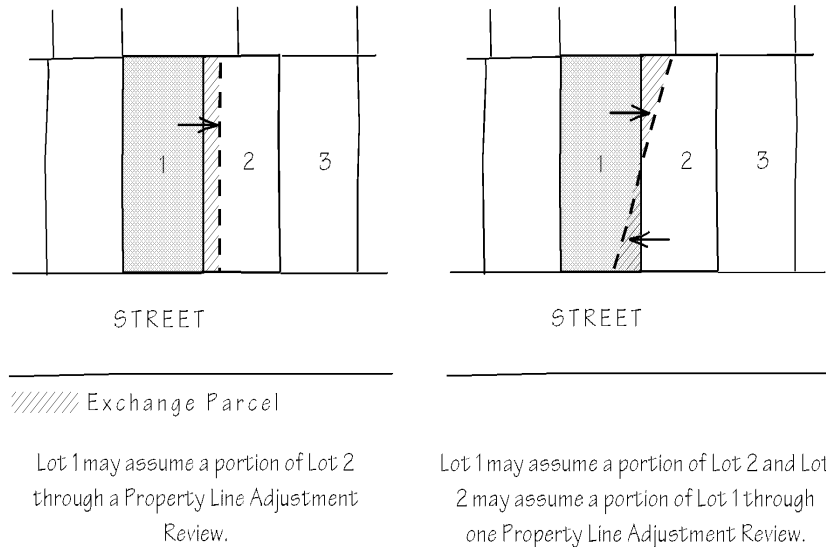 1
2
3
STREET
Exchange Parcel
Lot 1 may assume a portion of Lot 2
through a Property Line Adjustment
Review.
1
2
3
STREET
Lot 1 may assume a portion of Lot 2 and Lot
2 may assume a portion of Lot 1 through
one Property Line Adjustment Review.